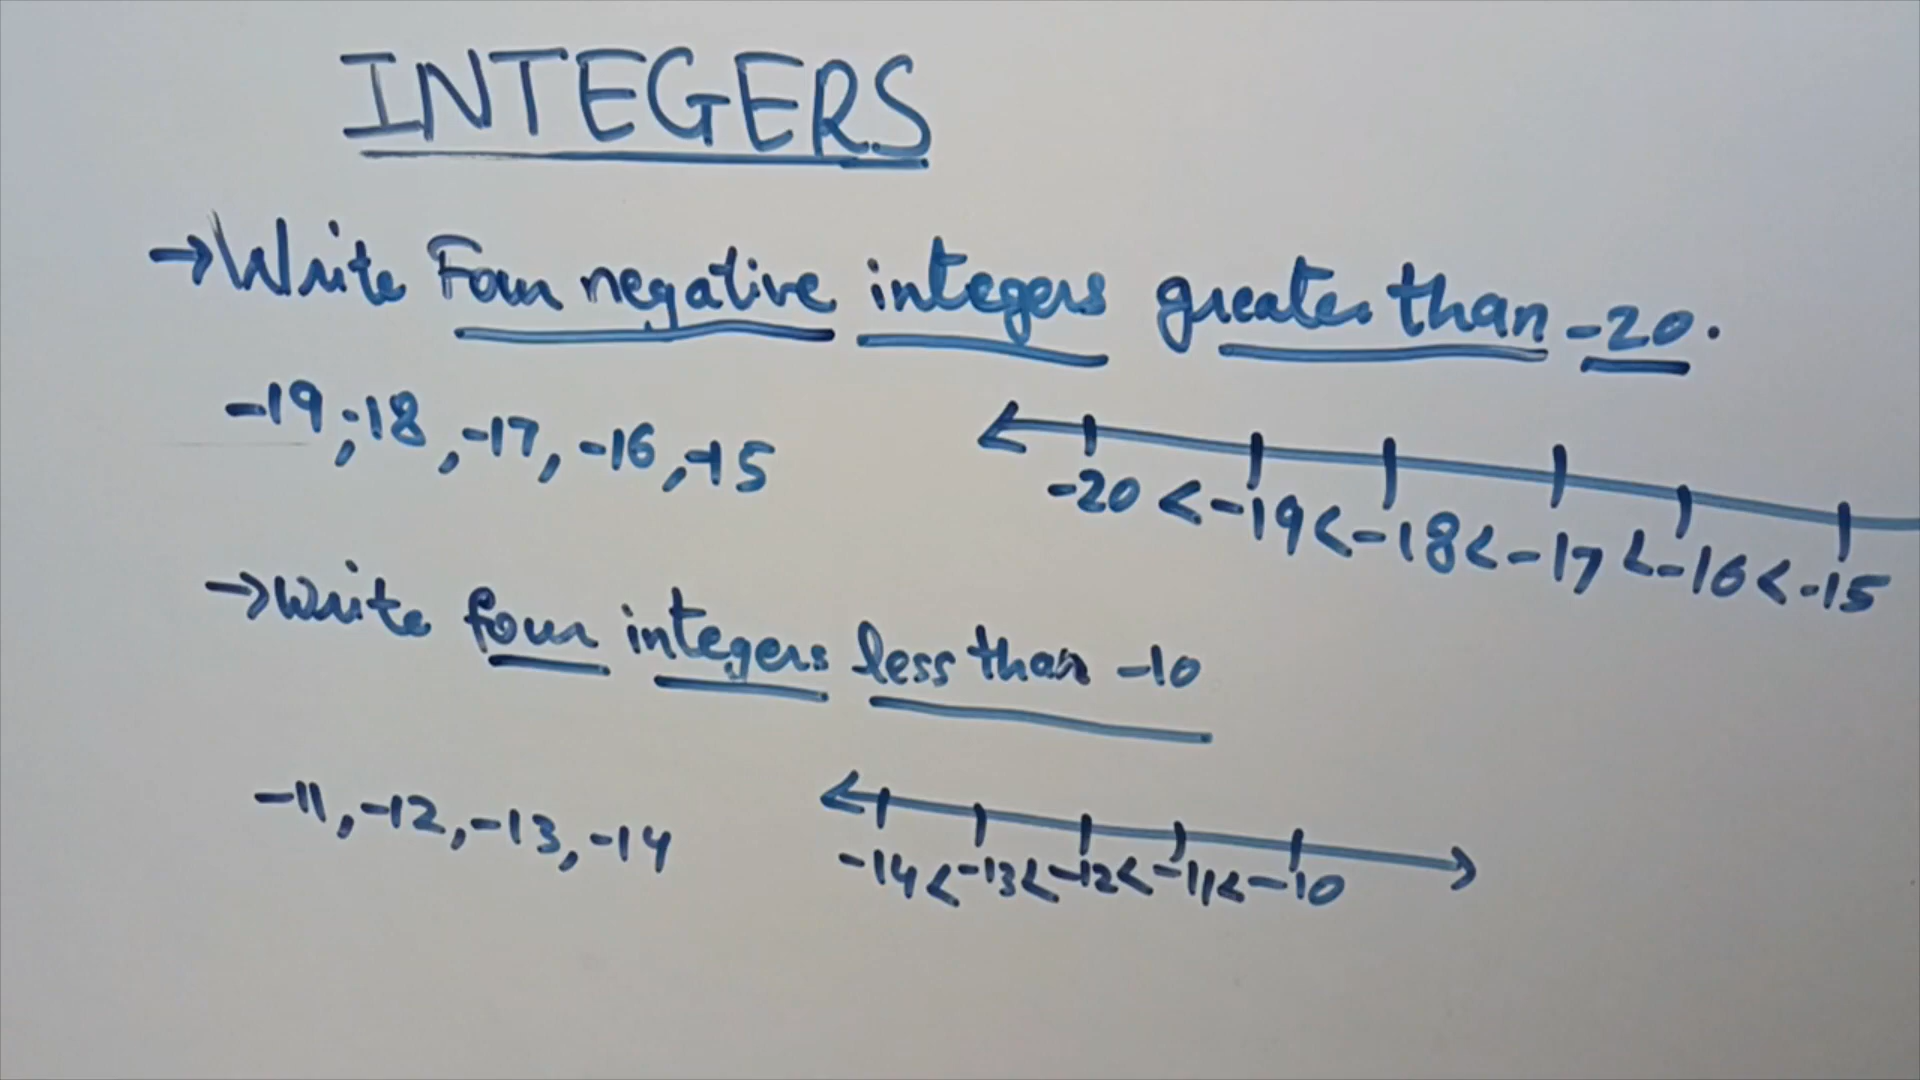 INTEGERS
→Write Four negative integers greater than -20.
-19, -18, -17, -16, -15
-20 < -19 < -18 < -17 < -16 < -15
→Write four integers less than -10
-11, -12, -13, -14
-14 < -13 < -12 < -11 < -10